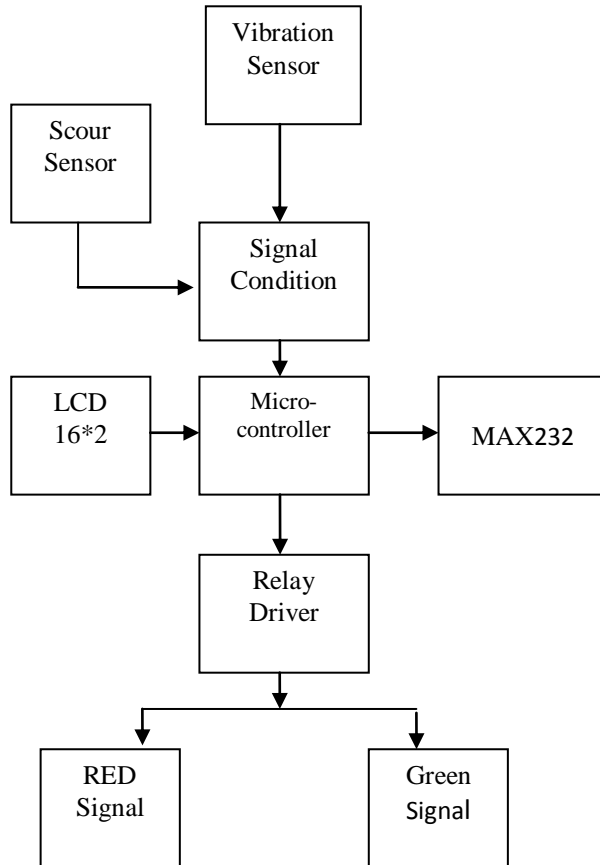 Vibration
Sensor
Scour
Sensor
Signal
Condition
LCD
16*2
Micro-
controller
MAX232
Relay
Driver
RED
Signal
Green
Signal